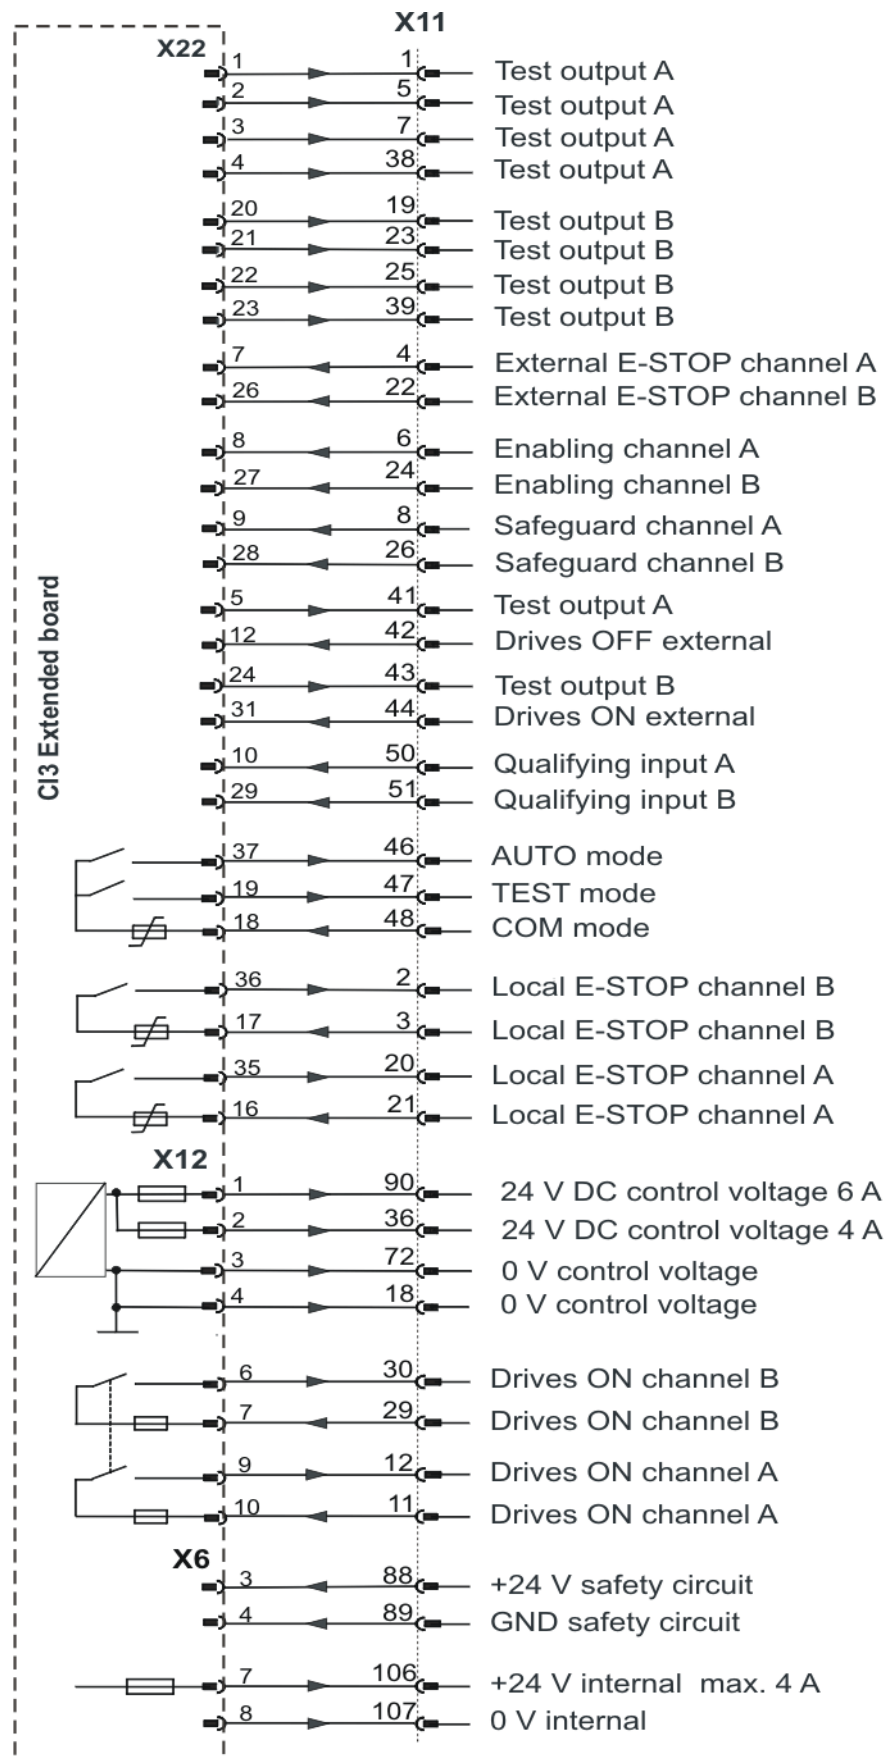 X11
X22
1 1 Test output A
2 5 Test output A
3 7 Test output A
4 38 Test output A
20 19 Test output B
21 23 Test output B
22 25 Test output B
23 39 Test output B
7 4 External E-STOP channel A
26 22 External E-STOP channel B
8 6 Enabling channel A
27 24 Enabling channel B
9 8 Safeguard channel A
28 26 Safeguard channel B
5 41 Test output A
12 42 Drives OFF external
24 43 Test output B
31 44 Drives ON external
10 50 Qualifying input A
29 51 Qualifying input B
CI3 Extended board
37 46 AUTO mode
19 47 TEST mode
18 48 COM mode
36 2 Local E-STOP channel B
17 3 Local E-STOP channel B
35 20 Local E-STOP channel A
16 21 Local E-STOP channel A
X12
1 90 24 V DC control voltage 6 A
2 36 24 V DC control voltage 4 A
3 72 0 V control voltage
4 18 0 V control voltage
6 30 Drives ON channel B
7 29 Drives ON channel B
9 12 Drives ON channel A
10 11 Drives ON channel A
X6
3 88 +24 V safety circuit
4 89 GND safety circuit
7 106 +24 V internal max. 4 A
8 107 0 V internal